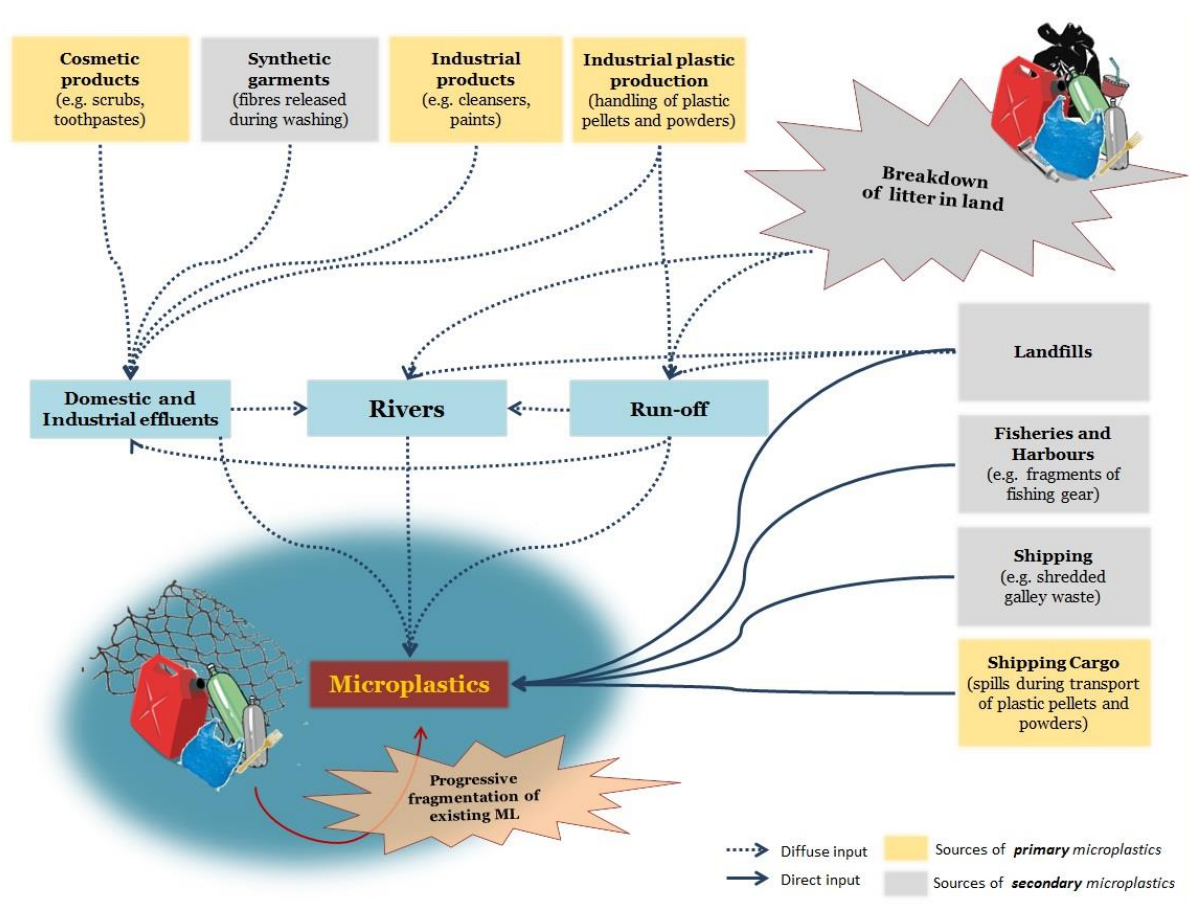 Cosmetic
products
(e.g. scrubs,
toothpastes)
Synthetic
garments
(fibres released
during washing)
Industrial
products
(e.g. cleansers,
paints)
Industrial plastic
production
(handling of plastic
pellets and powders)
Breakdown
of litter in land
Landfills
Domestic and
Industrial effluents
Rivers
Run-off
Fisheries and
Harbours
(e.g. fragments of
fishing gear)
Shipping
(e.g. shredded
galley waste)
Shipping Cargo
(spills during transport
of plastic pellets and
powders)
Microplastics
Progressive
fragmentation of
existing ML
Diffuse input
Sources of primary microplastics
Direct input
Sources of secondary microplastics